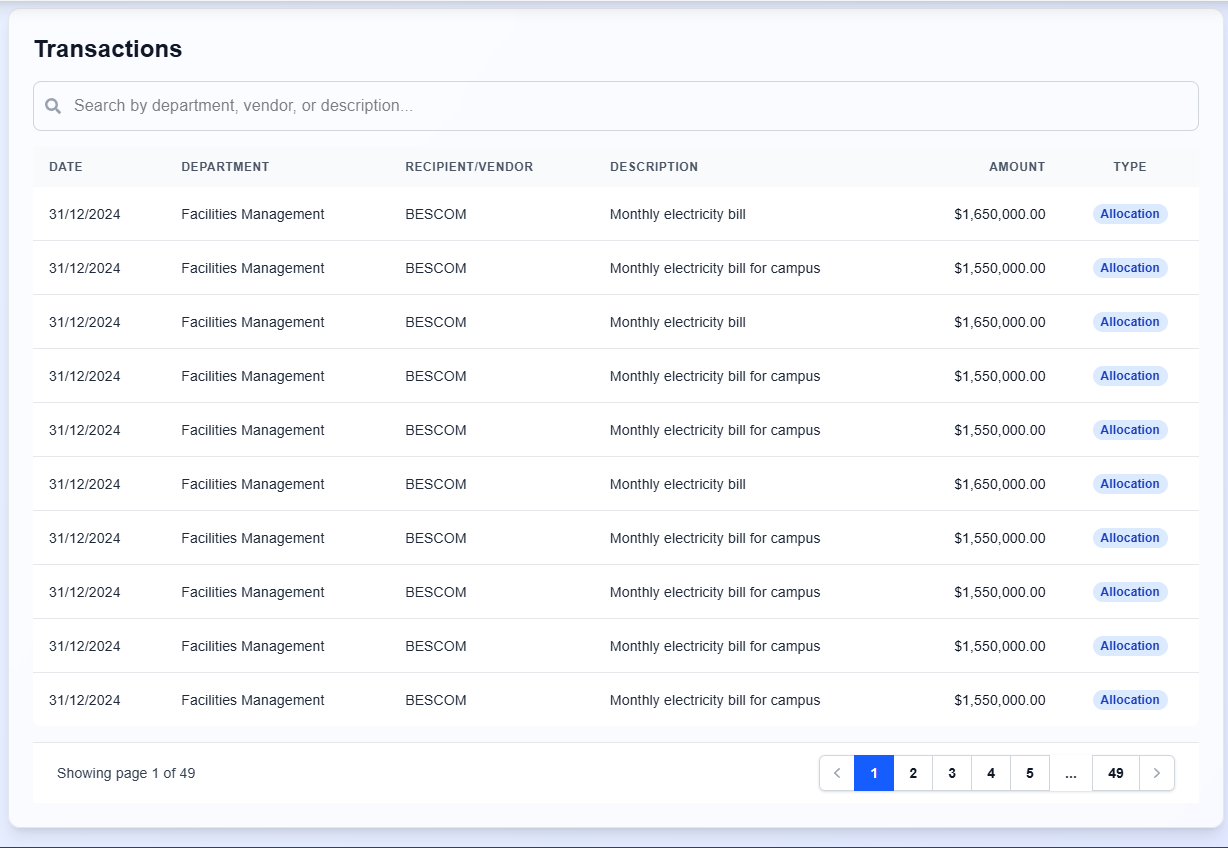 Transactions
Search by department, vendor, or description...
DATE DEPARTMENT RECIPIENT/VENDOR DESCRIPTION AMOUNT TYPE
31/12/2024 Facilities Management BESCOM Monthly electricity bill $1,650,000.00 Allocation
31/12/2024 Facilities Management BESCOM Monthly electricity bill for campus $1,550,000.00 Allocation
31/12/2024 Facilities Management BESCOM Monthly electricity bill $1,650,000.00 Allocation
31/12/2024 Facilities Management BESCOM Monthly electricity bill for campus $1,550,000.00 Allocation
31/12/2024 Facilities Management BESCOM Monthly electricity bill for campus $1,550,000.00 Allocation
31/12/2024 Facilities Management BESCOM Monthly electricity bill $1,650,000.00 Allocation
31/12/2024 Facilities Management BESCOM Monthly electricity bill for campus $1,550,000.00 Allocation
31/12/2024 Facilities Management BESCOM Monthly electricity bill for campus $1,550,000.00 Allocation
31/12/2024 Facilities Management BESCOM Monthly electricity bill for campus $1,550,000.00 Allocation
31/12/2024 Facilities Management BESCOM Monthly electricity bill for campus $1,550,000.00 Allocation
Showing page 1 of 49 1 2 3 4 5 ... 49